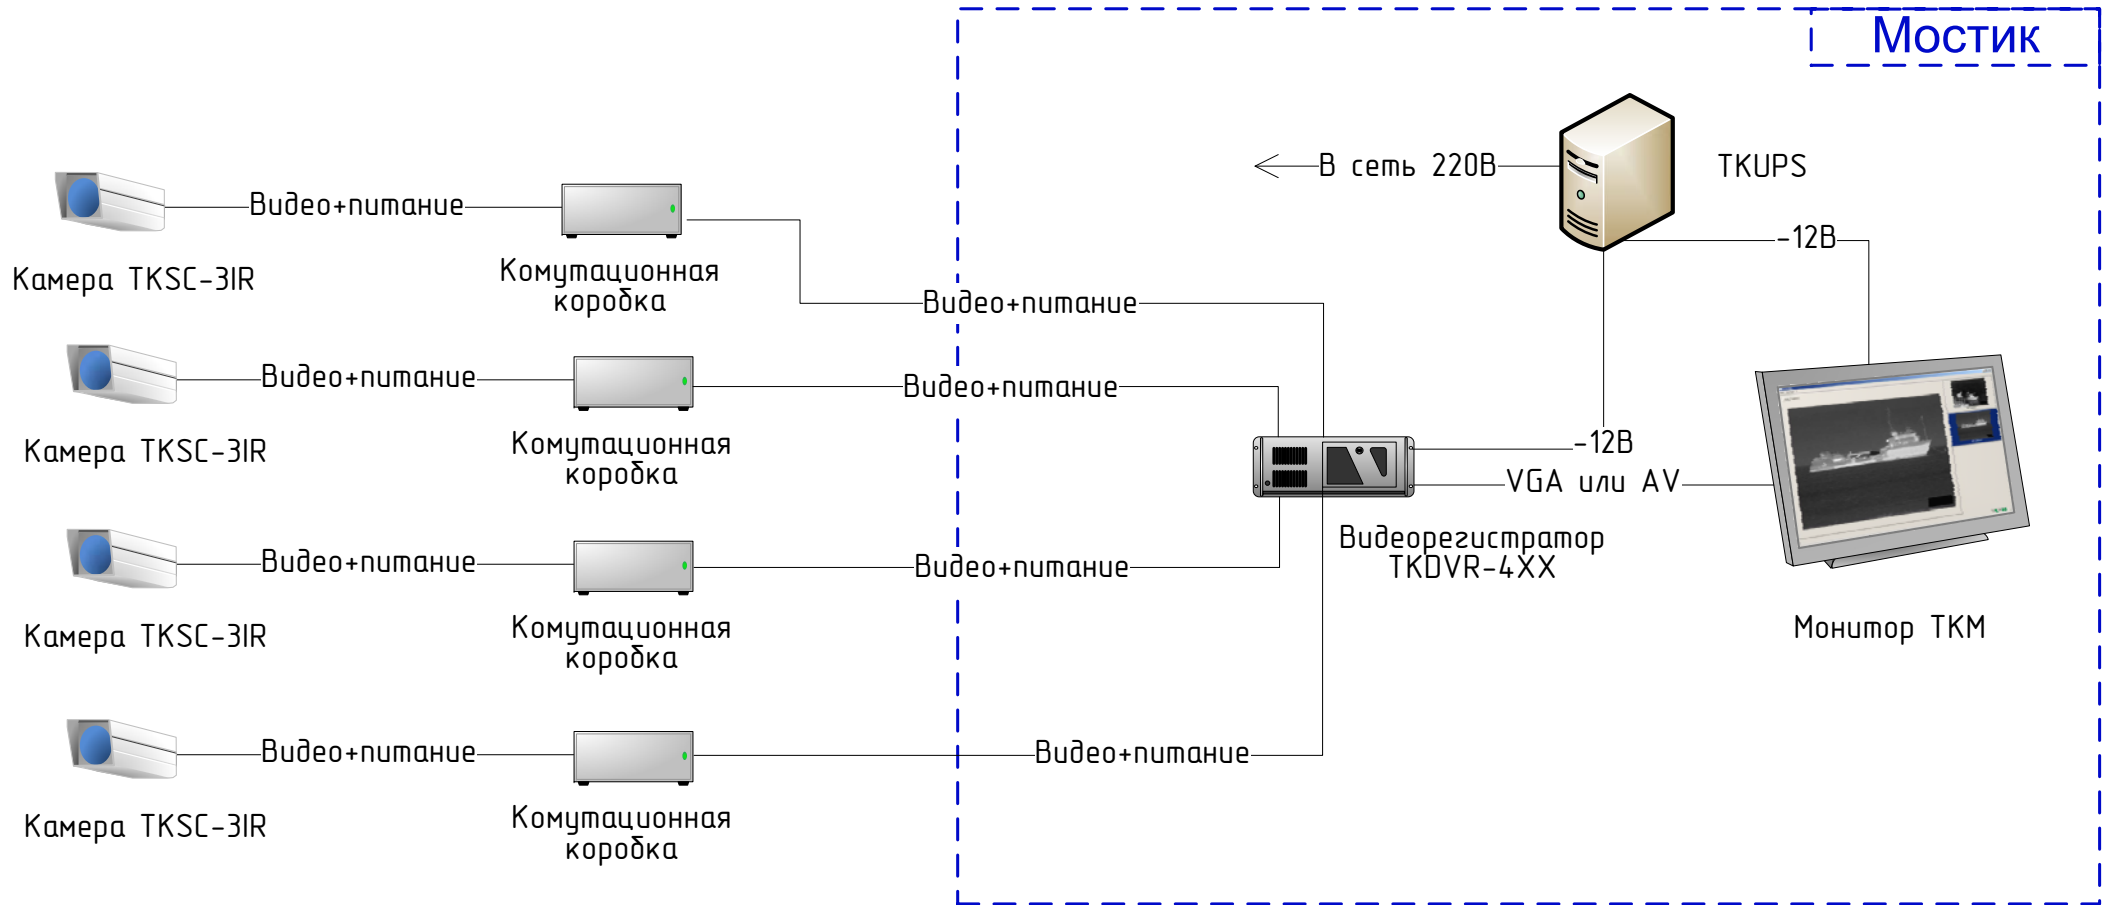 Мостик
В сеть 220В
TKUPS
-12В
Видео+питание
Камера TKSC-3IR
Комутационная
коробка
Видео+питание
Видео+питание
Камера TKSC-3IR
Комутационная
коробка
Видео+питание
-12В
VGA или AV
Видеорегистратор
TKDVR-4XX
Монитор ТКМ
Видео+питание
Камера TKSC-3IR
Комутационная
коробка
Видео+питание
Видео+питание
Камера TKSC-3IR
Комутационная
коробка
Видео+питание